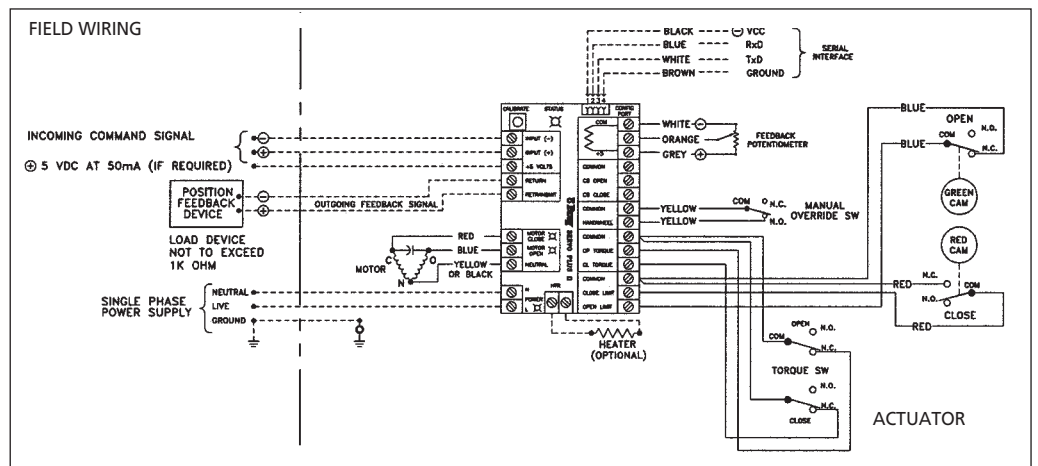 FIELD WIRING
BLACK
⊖ VCC
BLUE
RxD
WHITE
TxD
BROWN
GROUND
SERIAL
INTERFACE
1 2 3 4
CALIBRATE
STATUS
CONFIG
PORT
COM
+5
INCOMING COMMAND SIGNAL
⊖
⊕
INPUT (-)
INPUT (+)
⊕ 5 VDC AT 50mA (IF REQUIRED)
+5 VOLTS
RETURN
RETRANSMIT
POSITION
FEEDBACK
DEVICE
⊖
⊕
OUTGOING FEEDBACK SIGNAL
LOAD DEVICE
NOT TO EXCEED
1K OHM
WHITE
⊖
ORANGE
GREY
⊕
FEEDBACK
POTENTIOMETER
COMMON
CS OPEN
CS CLOSE
COMMON
HANDWHEEL
COMMON
OP TORQUE
CL TORQUE
COMMON
CLOSE LIMIT
OPEN LIMIT
SERVO PLUS II
YELLOW
YELLOW
COM
N.C.
N.O.
MANUAL
OVERRIDE SW
BLUE
BLUE
OPEN
COM
N.O.
N.C.
GREEN
CAM
RED
CAM
RED
N.C.
COM
N.O.
CLOSE
RED
RED
BLUE
YELLOW
OR BLACK
MOTOR
C
O
N
MOTOR
CLOSE
MOTOR
OPEN
NEUTRAL
SINGLE PHASE
POWER SUPPLY
NEUTRAL
LIVE
GROUND
N
POWER
L
HTR
HEATER
(OPTIONAL)
OPEN
N.O.
COM
N.C.
TORQUE SW
N.O.
N.C.
CLOSE
ACTUATOR